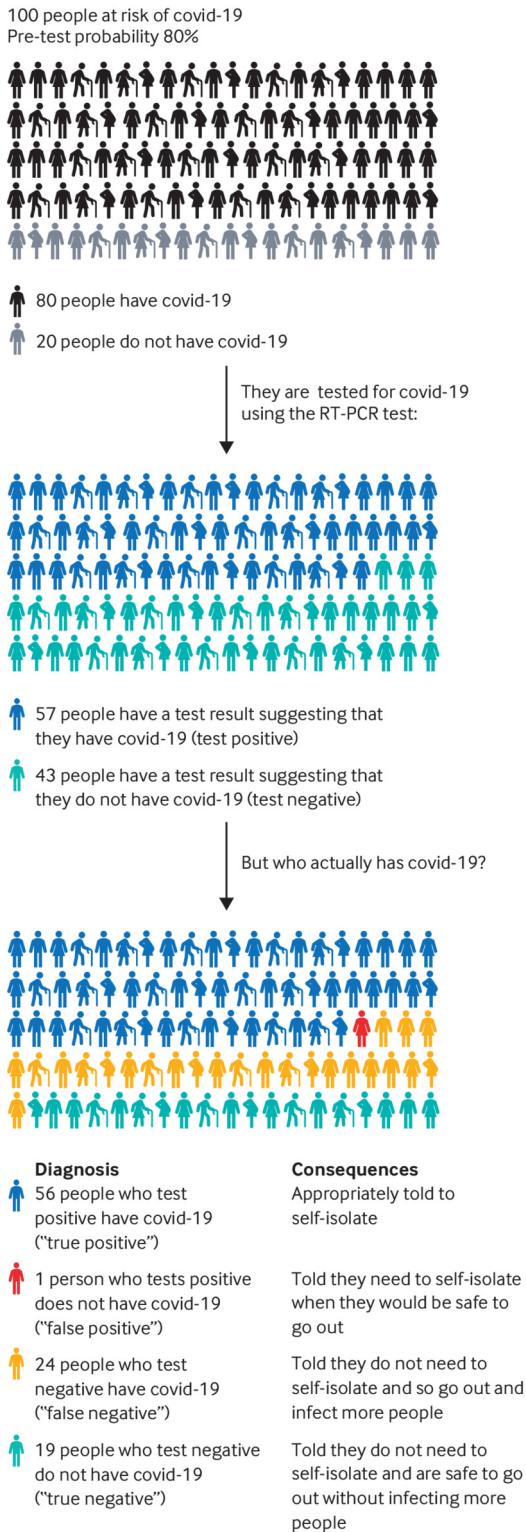 100 people at risk of covid-19
Pre-test probability 80%
80 people have covid-19
20 people do not have covid-19
They are tested for covid-19
using the RT-PCR test:
57 people have a test result suggesting that
they have covid-19 (test positive)
43 people have a test result suggesting that
they do not have covid-19 (test negative)
But who actually has covid-19?
Diagnosis
56 people who test
positive have covid-19
(“true positive”)
Consequences
Appropriately told to
self-isolate
1 person who tests positive
does not have covid-19
(“false positive”)
Told they need to self-isolate
when they would be safe to
go out
24 people who test
negative have covid-19
(“false negative”)
Told they do not need to
self-isolate and so go out and
infect more people
19 people who test negative
do not have covid-19
(“true negative”)
Told they do not need to
self-isolate and are safe to go
out without infecting more
people